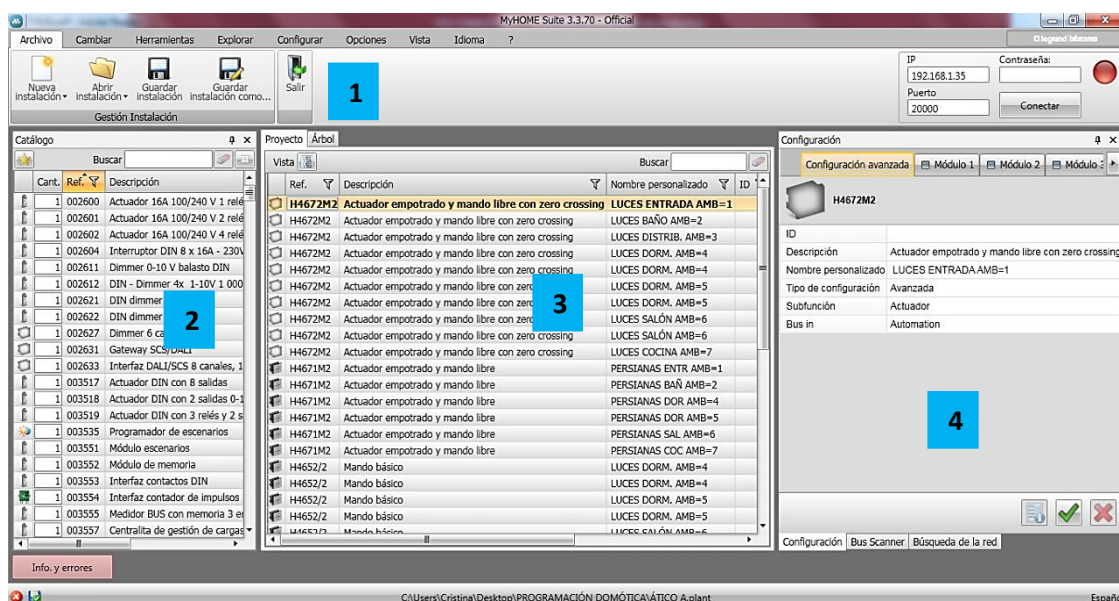 MyHOME Suite 3.3.70 - Official
Archivo Cambiar Herramientas Explorar Configurar Opciones Vista Idioma ?
legrand bticino
Nueva instalación Abrir instalación Guardar instalación Guardar instalación como... Salir
Gestión Instalación
1
IP Contraseña:
192.168.1.35
Puerto
20000 Conectar
Catálogo
Buscar
Cant. Ref. Descripción
1 002600 Actuador 16A 100/240 V 1 relé
1 002601 Actuador 16A 100/240 V 2 relé
1 002602 Actuador 16A 100/240 V 4 relé
1 002604 Interruptor DIN 8 x 16A - 230V
1 002611 Dimmer 0-10 V balasto DIN
1 002612 DIN - Dimmer 4x 1-10V 1 000
1 002621 DIN dimmer
1 002622 DIN dimmer
1 002627 Dimmer 6 ca
1 002631 Gateway SCS/DALI
1 002633 Interfaz DALI/SCS 8 canales, 1
1 003517 Actuador DIN con 8 salidas
1 003518 Actuador DIN con 2 salidas 0-1
1 003519 Actuador DIN con 3 relés y 2 s
1 003535 Programador de escenarios
1 003551 Módulo escenarios
1 003552 Módulo de memoria
1 003553 Interfaz contactos DIN
1 003554 Interfaz contador de impulsos
1 003555 Medidor BUS con memoria 3 e
1 003557 Centralita de gestión de cargas
2
Proyecto Árbol
Vista Buscar
Ref. Descripción Nombre personalizado ID
H4672M2 Actuador empotrado y mando libre con zero crossing LUCES ENTRADA AMB=1
H4672M2 Actuador empotrado y mando libre con zero crossing LUCES BAÑO AMB=2
H4672M2 Actuador empotrado y mando libre con zero crossing LUCES DISTRIB. AMB=3
H4672M2 Actuador empotrado y mando libre con zero crossing LUCES DORM. AMB=4
H4672M2 Actuador empotrado y mando libre con zero crossing LUCES DORM. AMB=4
H4672M2 Actuador empotrado y mando libre con zero crossing LUCES DORM. AMB=5
H4672M2 Actuador empotrado y mando libre con zero crossing LUCES DORM. AMB=5
H4672M2 Actuador empotrado y mando libre con zero crossing LUCES SALÓN AMB=6
H4672M2 Actuador empotrado y mando libre con zero crossing LUCES SALÓN AMB=6
H4672M2 Actuador empotrado y mando libre con zero crossing LUCES COCINA AMB=7
H4671M2 Actuador empotrado y mando libre PERSIANAS ENTR AMB=1
H4671M2 Actuador empotrado y mando libre PERSIANAS BAÑ AMB=2
H4671M2 Actuador empotrado y mando libre PERSIANAS DOR AMB=4
H4671M2 Actuador empotrado y mando libre PERSIANAS DOR AMB=5
H4671M2 Actuador empotrado y mando libre PERSIANAS SAL AMB=6
H4671M2 Actuador empotrado y mando libre PERSIANAS COC AMB=7
H4652/2 Mando básico LUCES DORM. AMB=4
H4652/2 Mando básico LUCES DORM. AMB=4
H4652/2 Mando básico LUCES DORM. AMB=5
H4652/2 Mando básico LUCES DORM. AMB=5
H4652/2 Mando básico LUCES SALÓN AMB=6
3
Configuración
Configuración avanzada Módulo 1 Módulo 2 Módulo
H4672M2
ID
Descripción Actuador empotrado y mando libre con zero crossing
Nombre personalizado LUCES ENTRADA AMB=1
Tipo de configuración Avanzada
Subfunción Actuador
Bus in Automation
4
Configuración Bus Scanner Búsqueda de la red
Info. y errores
C:\Users\Cristina\Desktop\PROGRAMACIÓN DOMÓTICA\ÁTICO A.plant
Españo